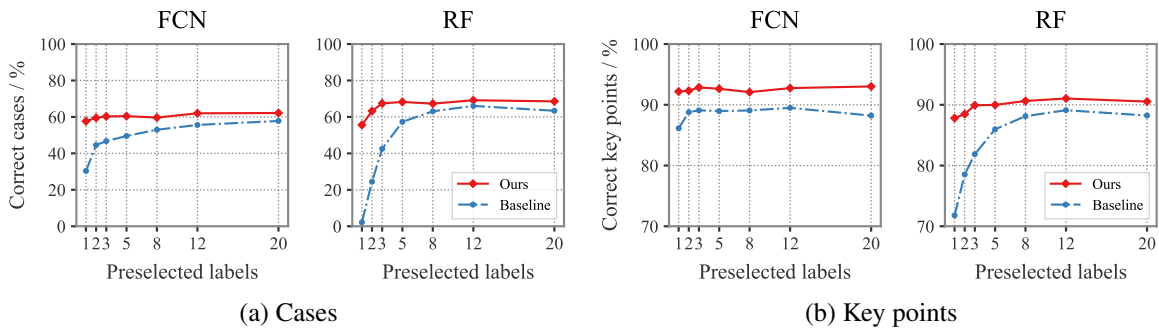 FCN
Correct cases / %
100
80
60
40
20
0
1 2 3 5 8 12 20
Preselected labels
RF
100
80
60
40
20
0
Ours
Baseline
1 2 3 5 8 12 20
Preselected labels
(a) Cases
FCN
Correct key points / %
100
90
80
70
1 2 3 5 8 12 20
Preselected labels
RF
100
90
80
70
Ours
Baseline
1 2 3 5 8 12 20
Preselected labels
(b) Key points